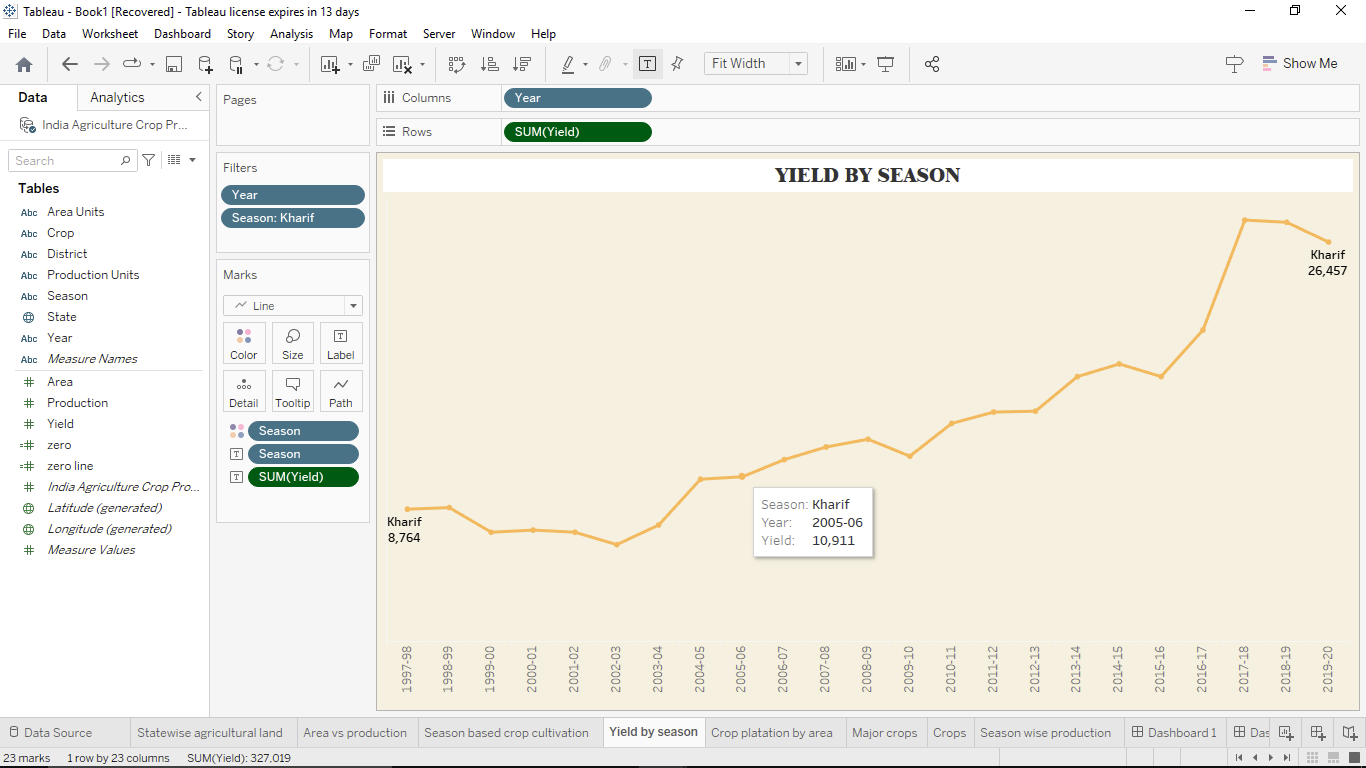 Tableau - Book1 [Recovered] - Tableau license expires in 13 days
File Data Worksheet Dashboard Story Analysis Map Format Server Window Help
Fit Width
Show Me
Data Analytics
India Agriculture Crop Pr...
Search
Tables
Abc Area Units
Abc Crop
Abc District
Abc Production Units
Abc Season
State
Abc Year
Abc Measure Names
Area
Production
Yield
zero
zero line
India Agriculture Crop Pro...
Latitude (generated)
Longitude (generated)
Measure Values
Pages
Filters
Year
Season: Kharif
Marks
Line
Color Size Label
Detail Tooltip Path
Season
Season
SUM(Yield)
Columns Year
Rows SUM(Yield)
YIELD BY SEASON
Kharif
26,457
Kharif
8,764
Season: Kharif
Year: 2005-06
Yield: 10,911
1997-98
1998-99
1999-00
2000-01
2001-02
2002-03
2003-04
2004-05
2005-06
2006-07
2007-08
2008-09
2009-10
2010-11
2011-12
2012-13
2013-14
2014-15
2015-16
2016-17
2017-18
2018-19
2019-20
Data Source Statewise agricultural land Area vs production Season based crop cultivation Yield by season Crop platation by area Major crops Crops Season wise production Dashboard 1 Das
23 marks 1 row by 23 columns SUM(Yield): 327,019